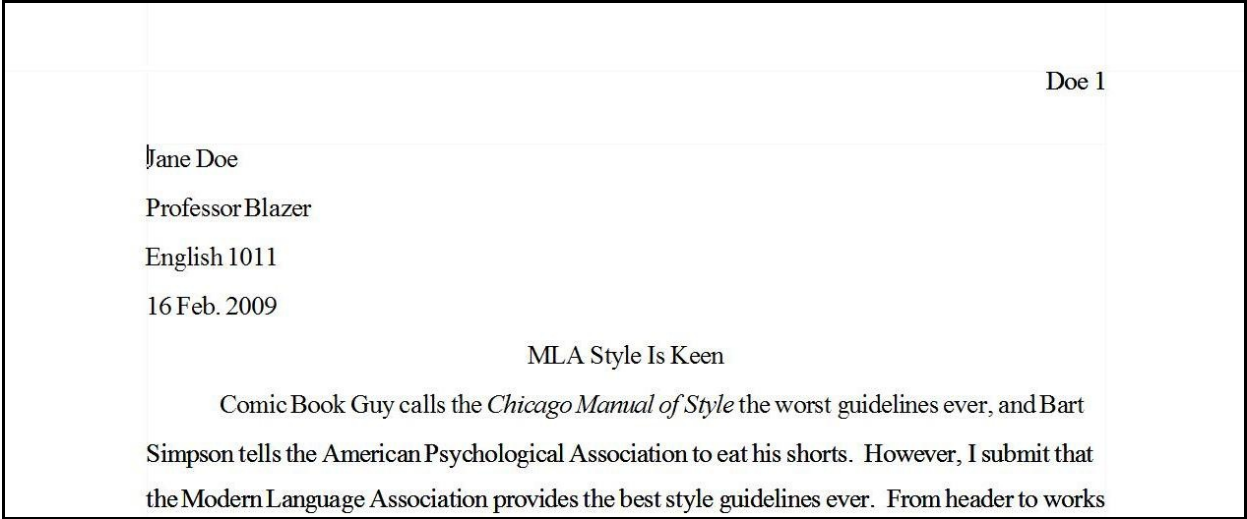 Doe 1
Jane Doe
Professor Blazer
English 1011
16 Feb. 2009
MLA Style Is Keen
Comic Book Guy calls the Chicago Manual of Style the worst guidelines ever, and Bart
Simpson tells the American Psychological Association to eat his shorts.  However, I submit that
the Modern Language Association provides the best style guidelines ever.  From header to works